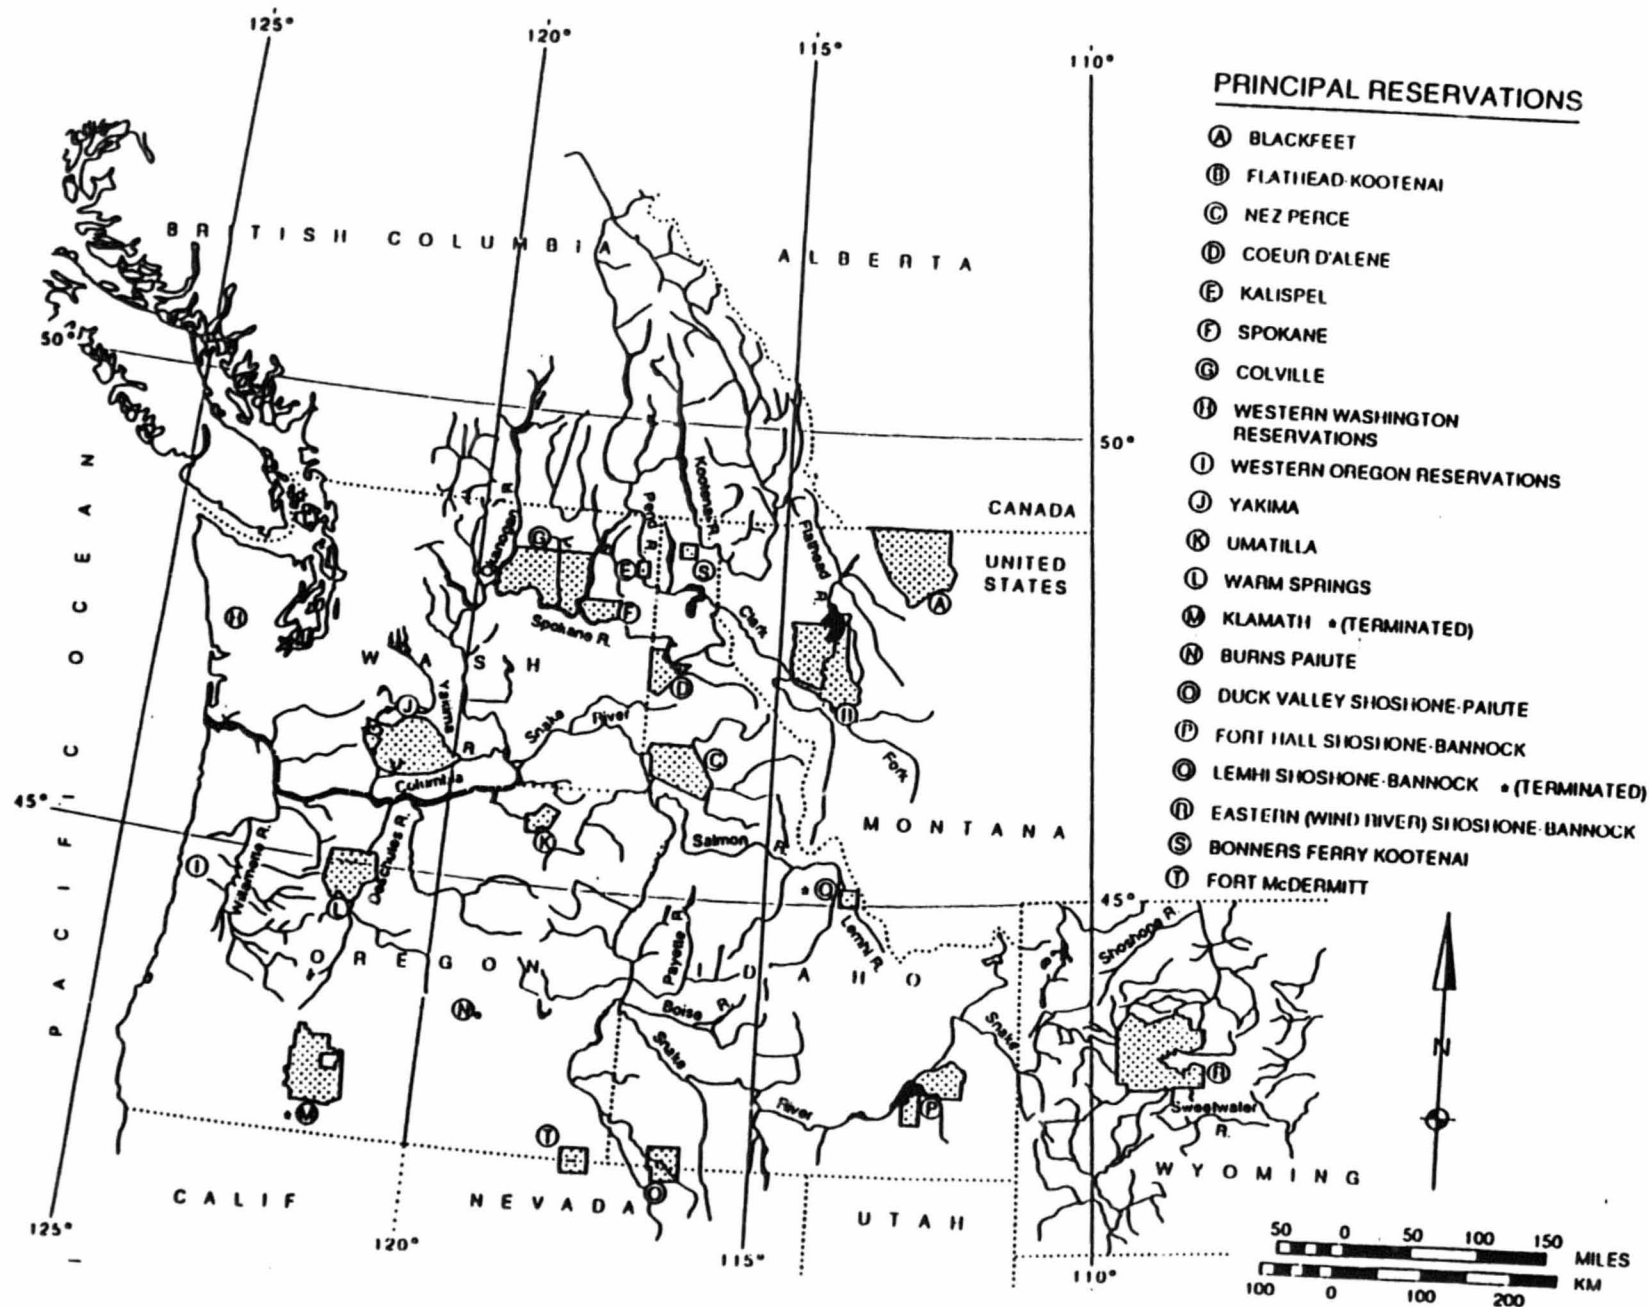 125°
120°
115°
110°
PRINCIPAL RESERVATIONS
Ⓐ BLACKFEET
Ⓑ FLATHEAD-KOOTENAI
Ⓒ NEZ PERCE
Ⓓ COEUR D'ALENE
Ⓔ KALISPEL
Ⓕ SPOKANE
Ⓖ COLVILLE
Ⓗ WESTERN WASHINGTON
RESERVATIONS
Ⓘ WESTERN OREGON RESERVATIONS
Ⓙ YAKIMA
Ⓚ UMATILLA
Ⓛ WARM SPRINGS
Ⓜ KLAMATH * (TERMINATED)
Ⓝ BURNS PAIUTE
Ⓞ DUCK VALLEY SHOSHONE-PAIUTE
Ⓟ FORT HALL SHOSHONE-BANNOCK
Ⓠ LEMHI SHOSHONE-BANNOCK * (TERMINATED)
Ⓡ EASTERN (WIND RIVER) SHOSHONE-BANNOCK
Ⓢ BONNERS FERRY KOOTENAI
Ⓣ FORT McDERMITT
BRITISH COLUMBIA
ALBERTA
50°
50°
CANADA
UNITED
STATES
PACIFIC OCEAN
Okanogan R.
Pend
R.
Kootenai R.
Flathead
R.
G
E
S
A
H
F
Spokane R.
Clark
WASH
D
J
Yakima
R.
Snake River
B
C
Fork
Columbia
45°
MONTANA
K
Salmon R.
I
Willamette R.
Deschutes R.
L
* Q
45°
Lemhi R.
Shoshone R.
OREGON
Payette R.
IDAHO
N
Boise R.
Snake
Snake
R
River
P
Sweetwater
R.
* M
T
O
WYOMING
CALIF
NEVADA
UTAH
N
125°
120°
115°
110°
50 0 50 100 150
MILES
KM
100 0 100 200